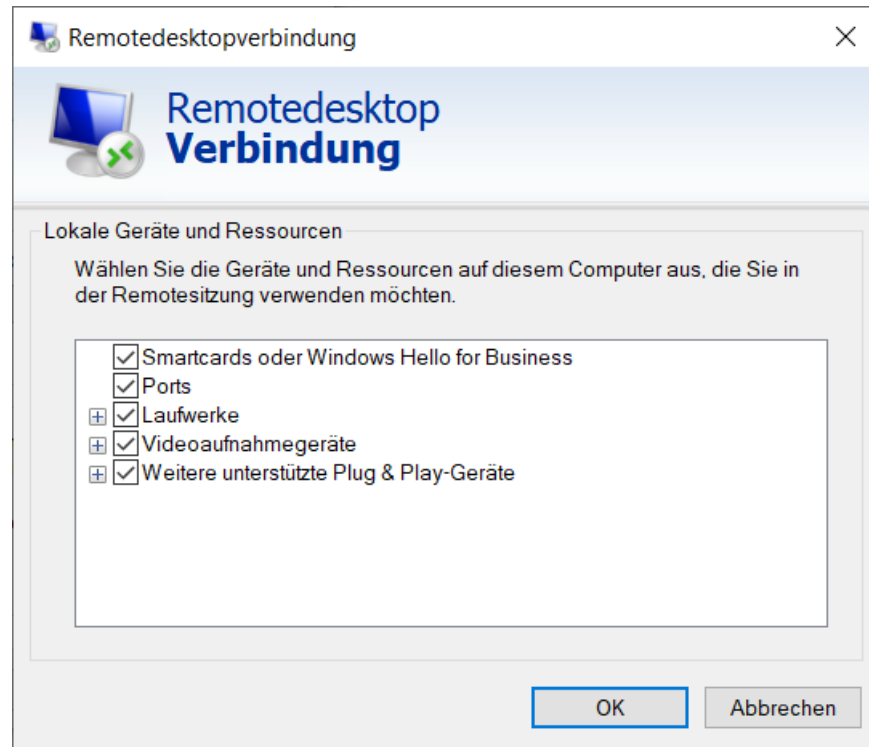 Remotedesktopverbindung
Remotedesktop
Verbindung
Lokale Geräte und Ressourcen
Wählen Sie die Geräte und Ressourcen auf diesem Computer aus, die Sie in
der Remotesitzung verwenden möchten.
Smartcards oder Windows Hello for Business
Ports
Laufwerke
Videoaufnahmegeräte
Weitere unterstützte Plug & Play-Geräte
OK
Abbrechen